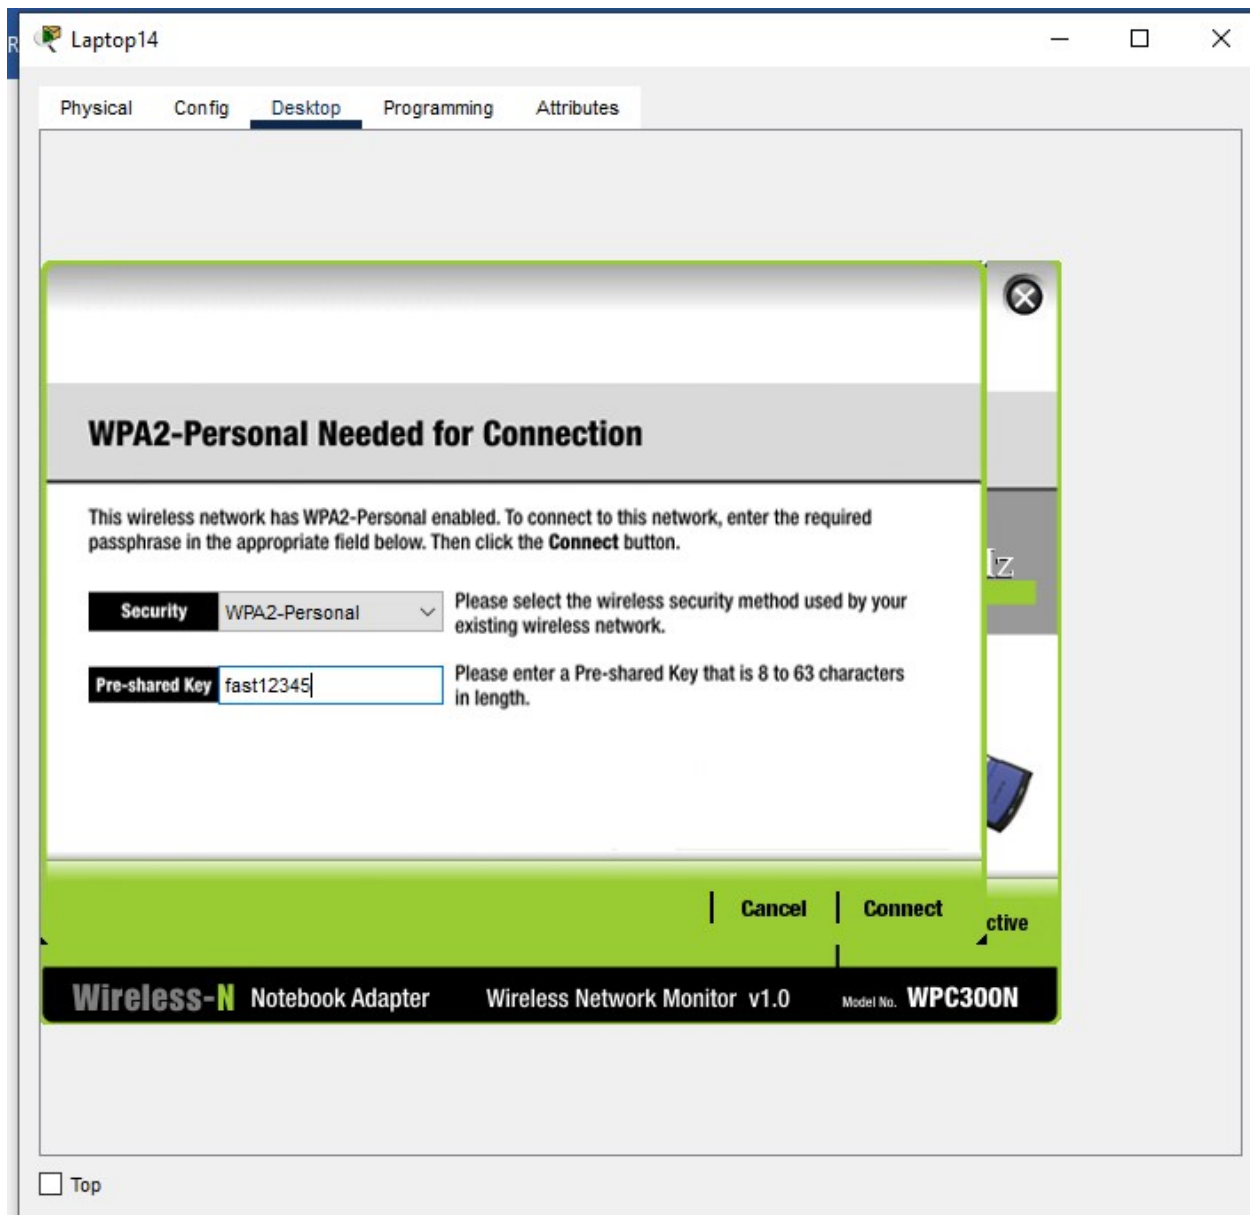 R
Laptop14
Physical Config Desktop Programming Attributes
WPA2-Personal Needed for Connection
This wireless network has WPA2-Personal enabled. To connect to this network, enter the required
passphrase in the appropriate field below. Then click the Connect button.
Security WPA2-Personal Please select the wireless security method used by your
existing wireless network.
Pre-shared Key fast12345 Please enter a Pre-shared Key that is 8 to 63 characters
in length.
Cancel Connect
ctive
Wireless-N Notebook Adapter Wireless Network Monitor v1.0 Model No. WPC300N
Top